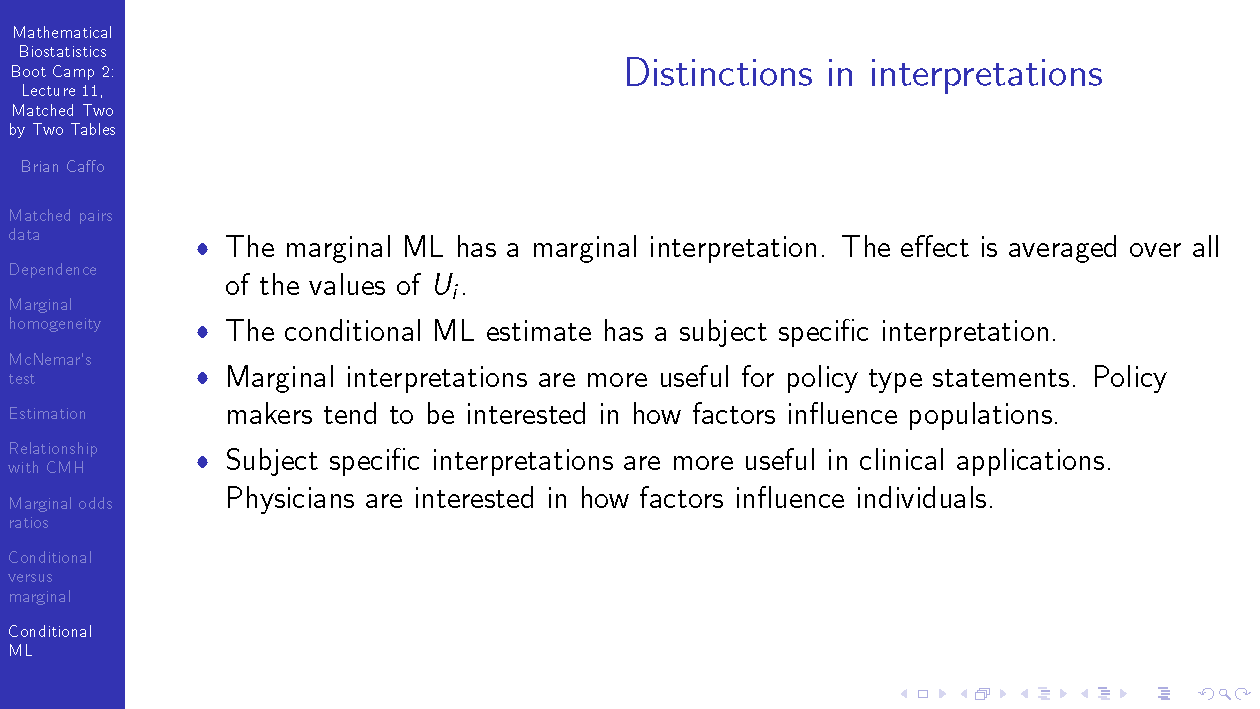 Mathematical
Biostatistics
Boot Camp 2:
Lecture 11,
Matched Two
by Two Tables
Brian Caffo
Matched pairs
data
Dependence
Marginal
homogeneity
McNemar's
test
Estimation
Relationship
with CMH
Marginal odds
ratios
Conditional
versus
marginal
Conditional
ML
Distinctions in interpretations
• The marginal ML has a marginal interpretation. The effect is averaged over all
of the values of Uᵢ.
• The conditional ML estimate has a subject specific interpretation.
• Marginal interpretations are more useful for policy type statements. Policy
makers tend to be interested in how factors influence populations.
• Subject specific interpretations are more useful in clinical applications.
Physicians are interested in how factors influence individuals.